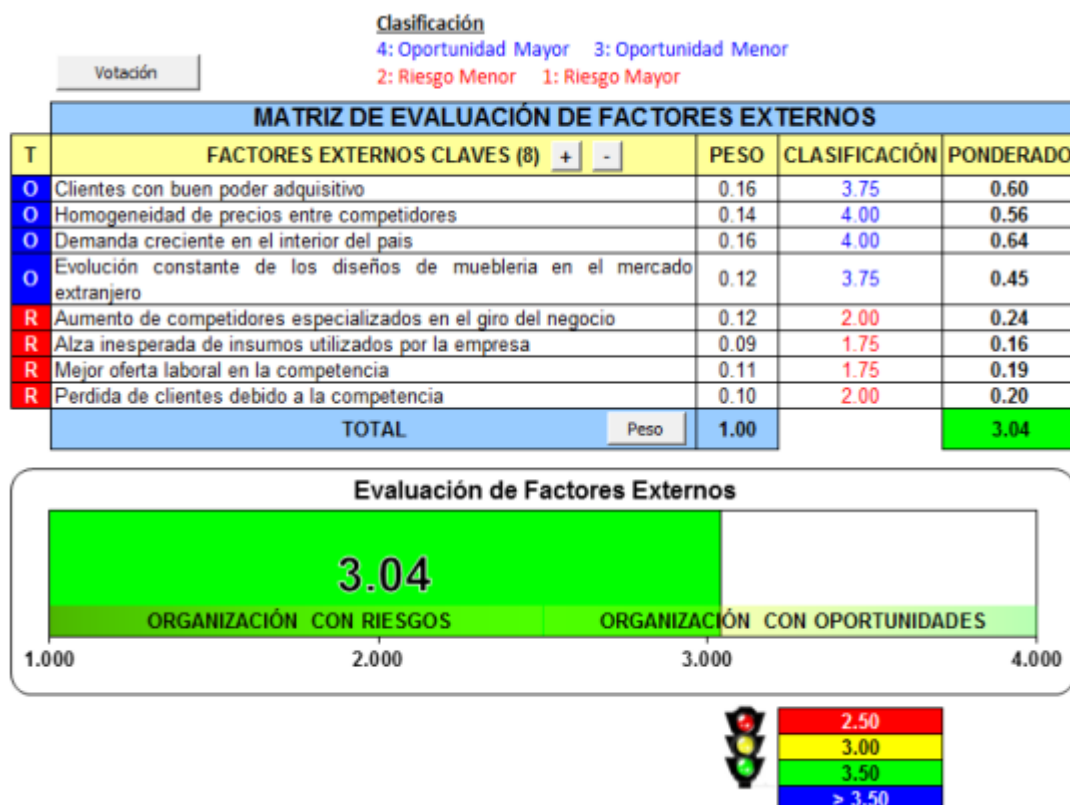 Clasificación
4: Oportunidad Mayor 3: Oportunidad Menor
2: Riesgo Menor 1: Riesgo Mayor
Votación
MATRIZ DE EVALUACIÓN DE FACTORES EXTERNOS
T FACTORES EXTERNOS CLAVES (8) + - PESO CLASIFICACIÓN PONDERADO
O Clientes con buen poder adquisitivo 0.16 3.75 0.60
O Homogeneidad de precios entre competidores 0.14 4.00 0.56
O Demanda creciente en el interior del pais 0.16 4.00 0.64
O Evolución constante de los diseños de muebleria en el mercado
extranjero 0.12 3.75 0.45
R Aumento de competidores especializados en el giro del negocio 0.12 2.00 0.24
R Alza inesperada de insumos utilizados por la empresa 0.09 1.75 0.16
R Mejor oferta laboral en la competencia 0.11 1.75 0.19
R Perdida de clientes debido a la competencia 0.10 2.00 0.20
TOTAL Peso 1.00 3.04
Evaluación de Factores Externos
3.04
ORGANIZACIÓN CON RIESGOS ORGANIZACIÓN CON OPORTUNIDADES
1.000 2.000 3.000 4.000
2.50
3.00
3.50
> 3.50